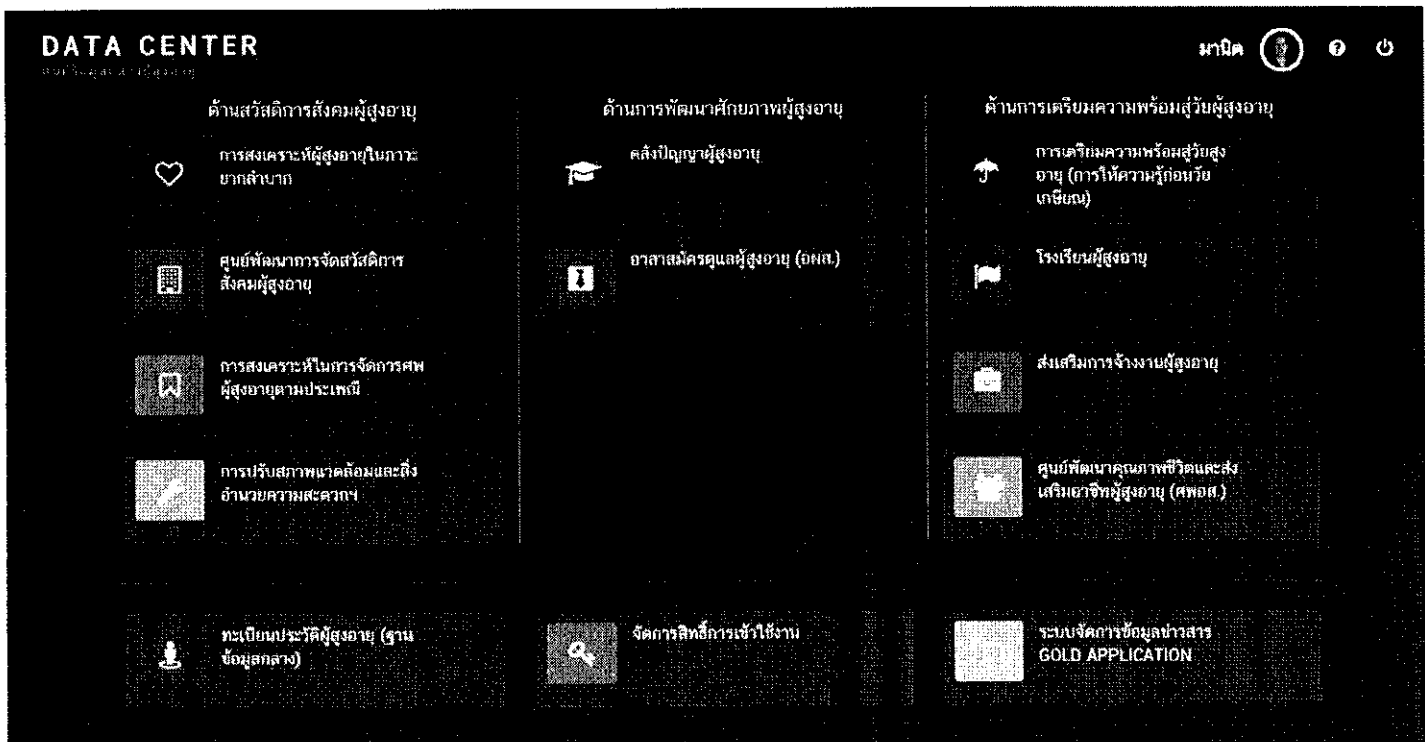 DATA CENTER
มานิต
ศูนย์ข้อมูลกลางผู้สูงอายุ
ด้านสวัสดิการสังคมผู้สูงอายุ
การสงเคราะห์ผู้สูงอายุในภาวะ
ยากลำบาก
ศูนย์พัฒนาการจัดสวัสดิการ
สังคมผู้สูงอายุ
การสงเคราะห์ในการจัดการศพ
ผู้สูงอายุตามประเพณี
การปรับสภาพแวดล้อมและสิ่ง
อำนวยความสะดวกฯ
ด้านการพัฒนาศักยภาพผู้สูงอายุ
คลังปัญญาผู้สูงอายุ
อาสาสมัครดูแลผู้สูงอายุ (อผส.)
ด้านการเตรียมความพร้อมสู่วัยผู้สูงอายุ
การเตรียมความพร้อมสู่วัยสูง
อายุ (การให้ความรู้ก่อนวัย
เกษียณ)
โรงเรียนผู้สูงอายุ
ส่งเสริมการจ้างงานผู้สูงอายุ
ศูนย์พัฒนาคุณภาพชีวิตและส่ง
เสริมอาชีพผู้สูงอายุ (ศพอส.)
ทะเบียนประวัติผู้สูงอายุ (ฐาน
ข้อมูลกลาง)
จัดการสิทธิ์การเข้าใช้งาน
ระบบจัดการข้อมูลข่าวสาร
GOLD APPLICATION